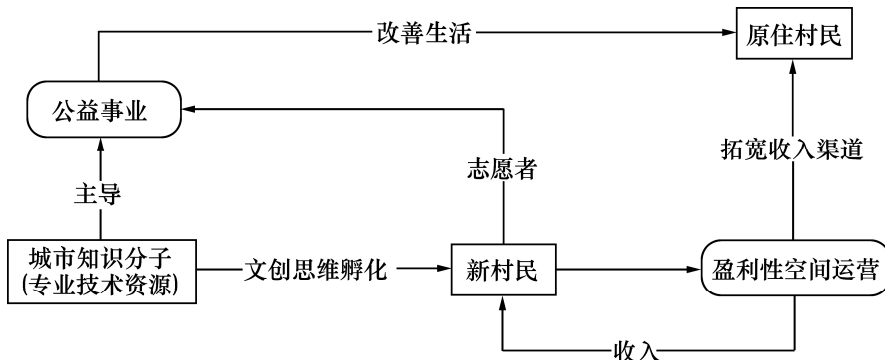 改善生活
原住村民
公益事业
拓宽收入渠道
志愿者
主导
城市知识分子
(专业技术资源)
文创思维孵化
新村民
盈利性空间运营
收入